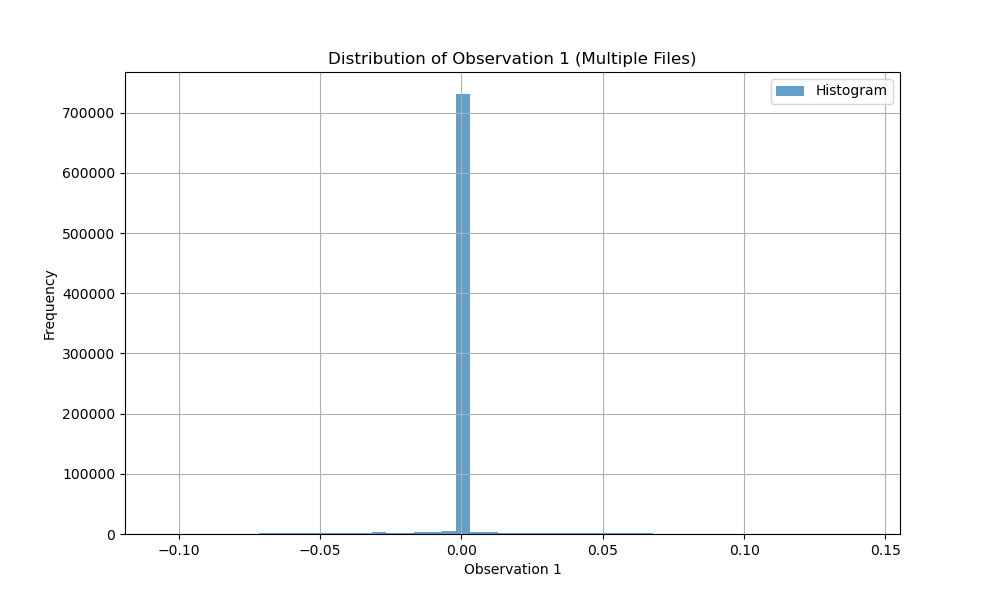 Distribution of Observation 1 (Multiple Files)
Histogram
700000
600000
500000
400000
300000
200000
100000
0
Frequency
−0.10 −0.05 0.00 0.05 0.10 0.15
Observation 1